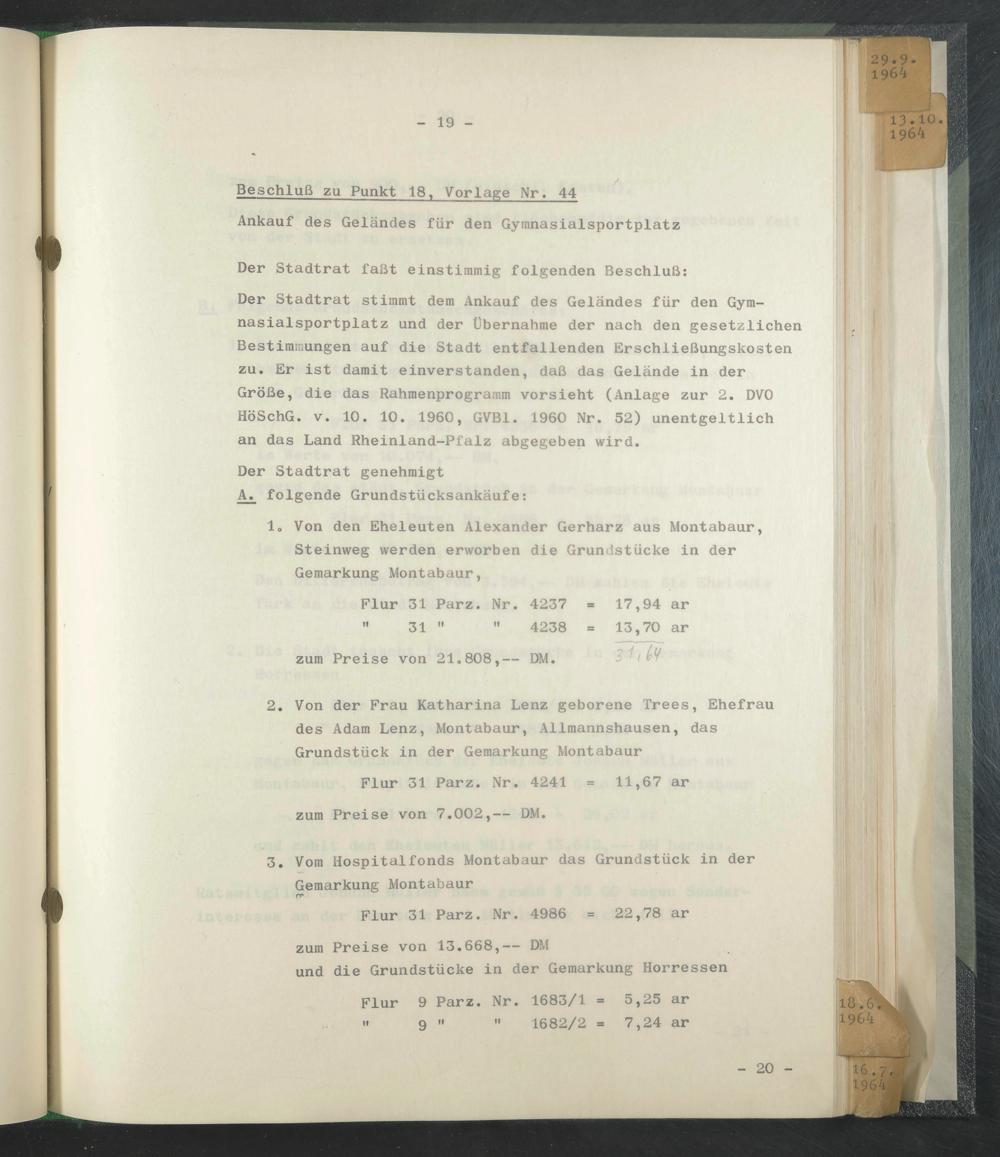 29.9.
1964
13.10.
1964
- 19 -
Beschluß zu Punkt 18, Vorlage Nr. 44
Ankauf des Geländes für den Gymnasialsportplatz
Der Stadtrat faßt einstimmig folgenden Beschluß:
Der Stadtrat stimmt dem Ankauf des Geländes für den Gym-
nasialsportplatz und der Übernahme der nach den gesetzlichen
Bestimmungen auf die Stadt entfallenden Erschließungskosten
zu. Er ist damit einverstanden, daß das Gelände in der
Größe, die das Rahmenprogramm vorsieht (Anlage zur 2. DVO
HöSchG. v. 10. 10. 1960, GVBl. 1960 Nr. 52) unentgeltlich
an das Land Rheinland-Pfalz abgegeben wird.
Der Stadtrat genehmigt
A. folgende Grundstücksankäufe:
1. Von den Eheleuten Alexander Gerharz aus Montabaur,
Steinweg werden erworben die Grundstücke in der
Gemarkung Montabaur,
Flur 31 Parz. Nr. 4237 = 17,94 ar
" 31 " " 4238 = 13,70 ar
zum Preise von 21.808,-- DM. 31,64
2. Von der Frau Katharina Lenz geborene Trees, Ehefrau
des Adam Lenz, Montabaur, Allmannshausen, das
Grundstück in der Gemarkung Montabaur
Flur 31 Parz. Nr. 4241 = 11,67 ar
zum Preise von 7.002,-- DM.
3. Vom Hospitalfonds Montabaur das Grundstück in der
Gemarkung Montabaur
Flur 31 Parz. Nr. 4986 = 22,78 ar
zum Preise von 13.668,-- DM
und die Grundstücke in der Gemarkung Horressen
Flur 9 Parz. Nr. 1683/1 = 5,25 ar
" 9 " " 1682/2 = 7,24 ar
- 20 -
18.6.
1964
16.7.
1964